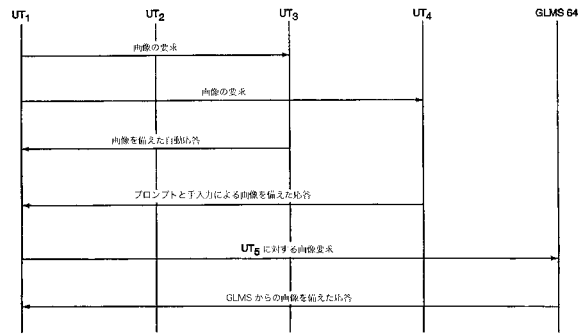 UT1 UT2 UT3 UT4 GLMS 64
画像の要求
画像の要求
画像を備えた自動応答
プロンプトと手入力による画像を備えた応答
UT5 に対する画像要求
GLMS からの画像を備えた応答